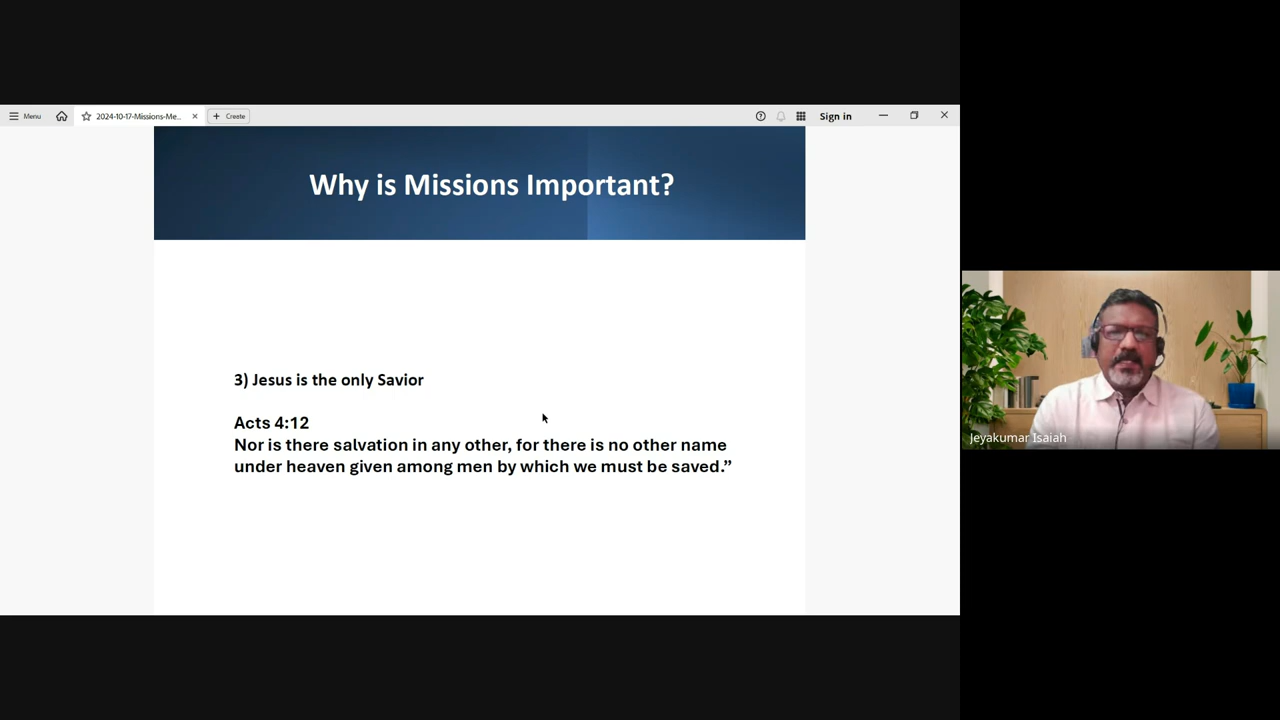 Menu
2024-10-17-Missions-Me...
Create
Sign in
Why is Missions Important?
3) Jesus is the only Savior
Acts 4:12
Nor is there salvation in any other, for there is no other name
under heaven given among men by which we must be saved.”
Jeyakumar Isaiah